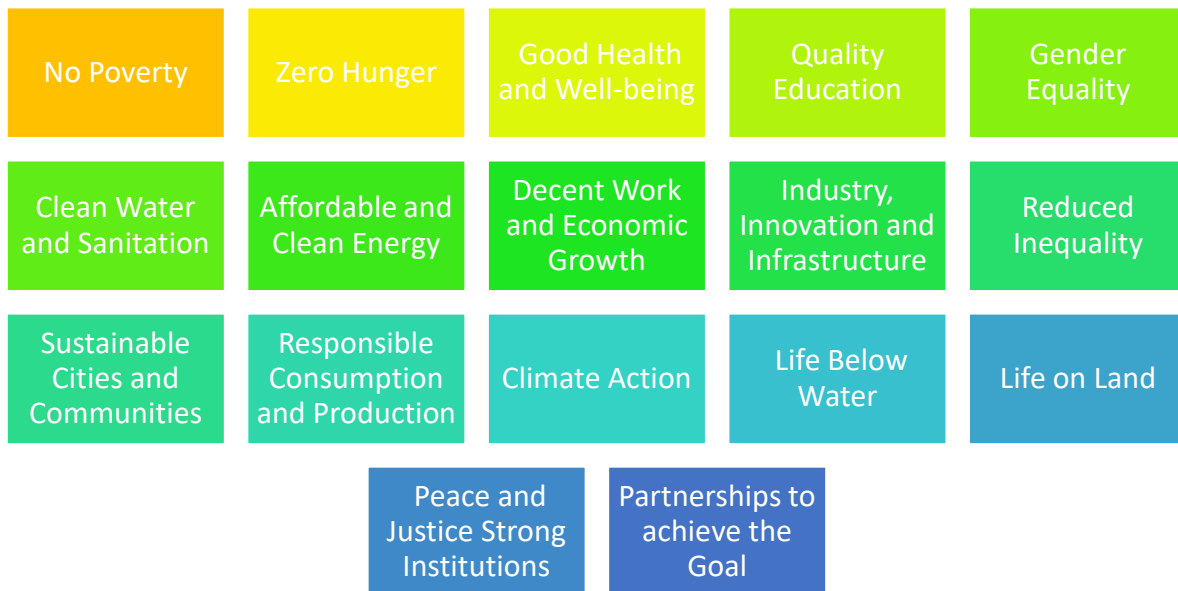 No Poverty
Zero Hunger
Good Health
and Well-being
Quality
Education
Gender
Equality
Clean Water
and Sanitation
Affordable and
Clean Energy
Decent Work
and Economic
Growth
Industry,
Innovation and
Infrastructure
Reduced
Inequality
Sustainable
Cities and
Communities
Responsible
Consumption
and Production
Climate Action
Life Below
Water
Life on Land
Peace and
Justice Strong
Institutions
Partnerships to
achieve the
Goal